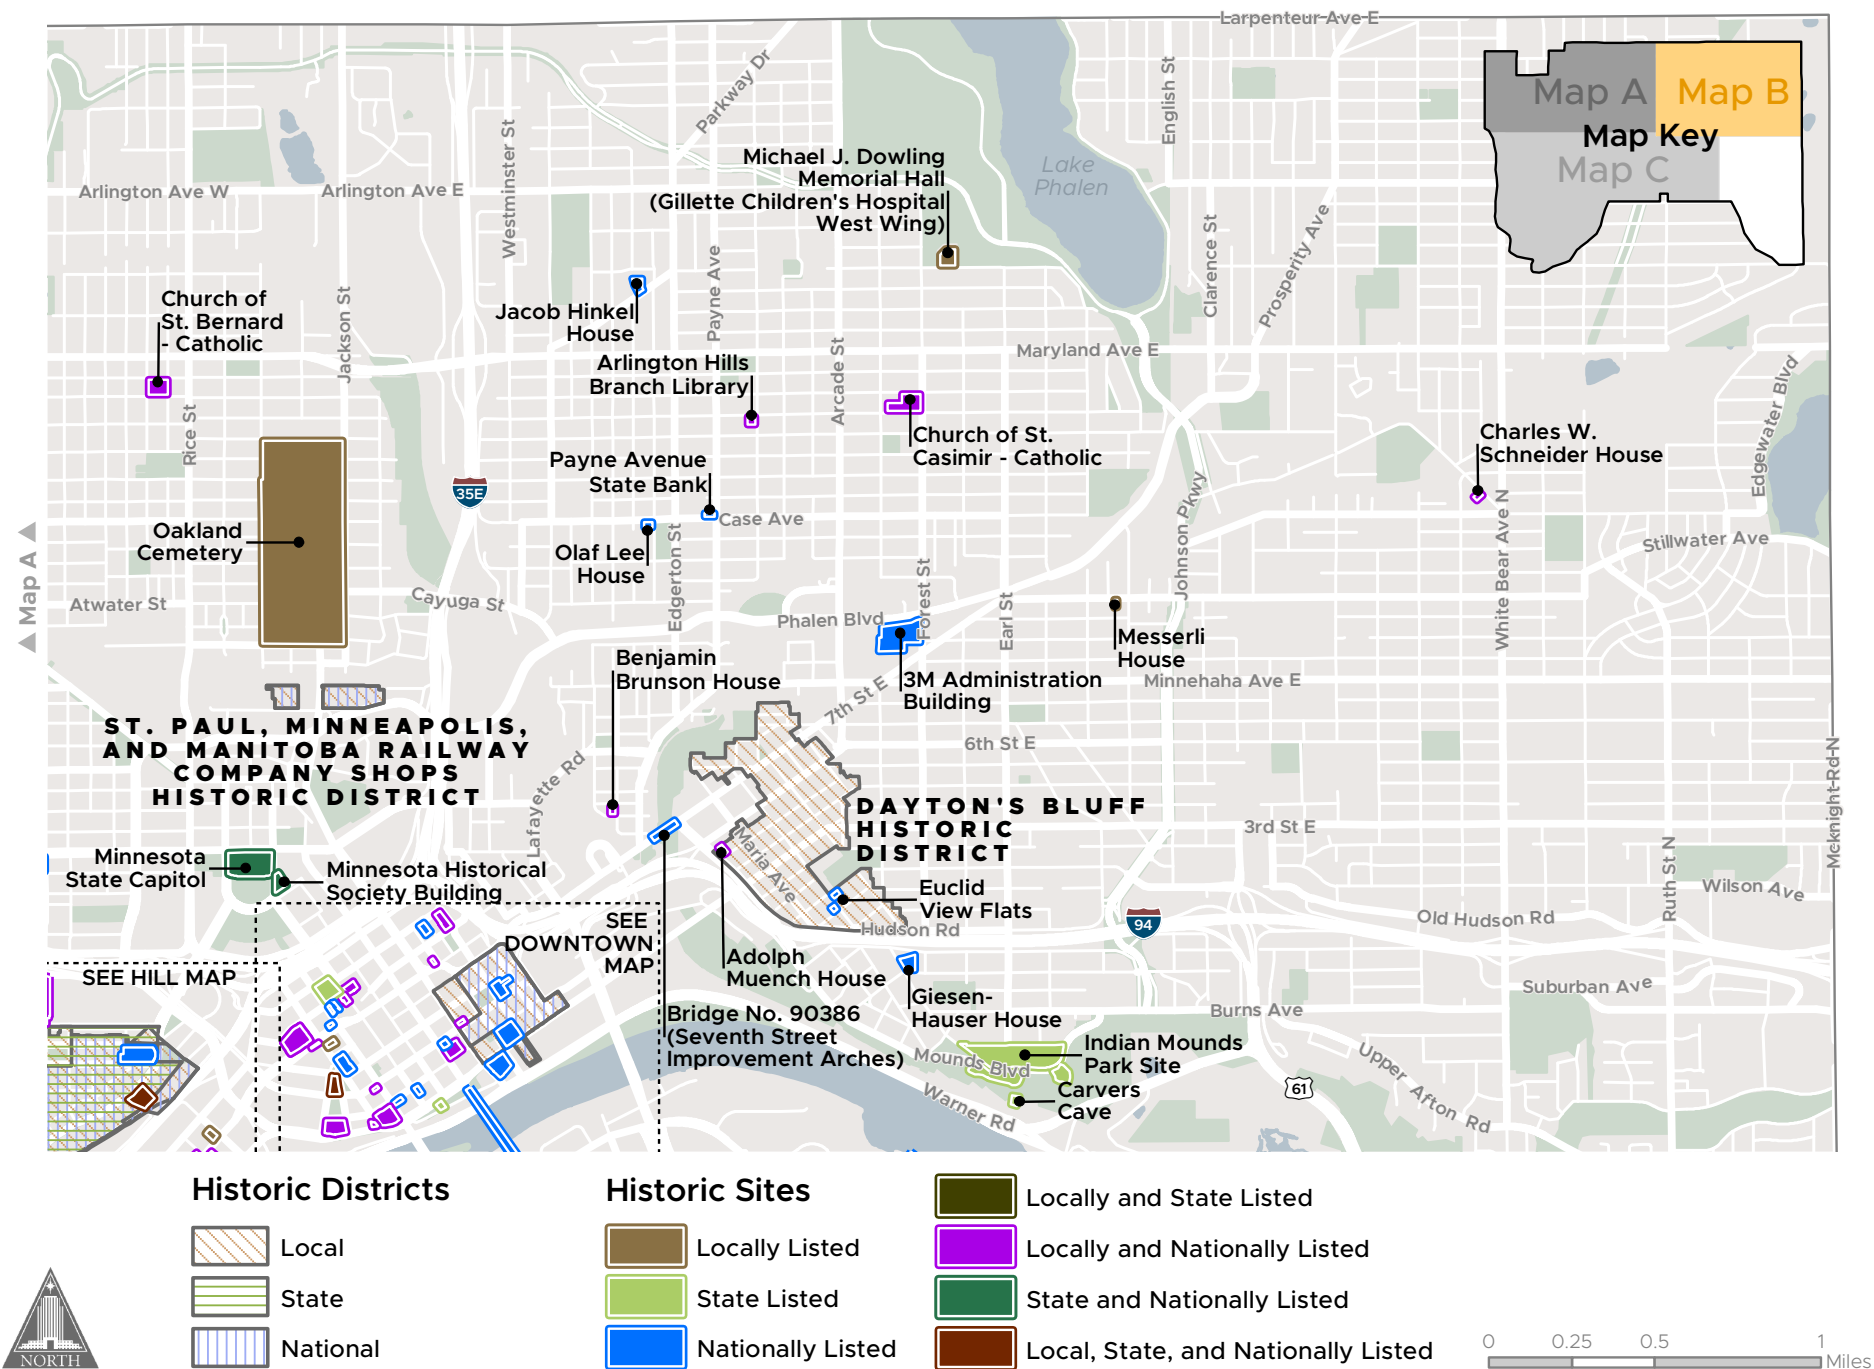 Larpenteur Ave E
Parkway Dr
English St
Westminster St
Map A
Map B
Map Key
Map C
Michael J. Dowling
Memorial Hall
(Gillette Children's Hospital
West Wing)
Lake
Phalen
Arlington Ave W
Arlington Ave E
Clarence St
Prosperity Ave
Payne Ave
Jackson St
Church of
St. Bernard
- Catholic
Jacob Hinkel
House
Arcade St
Maryland Ave E
Arlington Hills
Branch Library
Edgewater Blvd
Rice St
Church of St.
Casimir - Catholic
Charles W.
Schneider House
Payne Avenue
State Bank
35E
Johnson Pkwy
White Bear Ave N
Case Ave
Edgerton St
Oakland
Cemetery
Olaf Lee
House
Stillwater Ave
Map A
Forest St
Earl St
Atwater St
Cayuga St
Phalen Blvd
Messerli
House
Benjamin
Brunson House
3M Administration
Building
Minnehaha Ave E
7th St E
ST. PAUL, MINNEAPOLIS,
AND MANITOBA RAILWAY
COMPANY SHOPS
HISTORIC DISTRICT
6th St E
Lafayette Rd
Mcknight Rd N
DAYTON'S BLUFF
HISTORIC
DISTRICT
3rd St E
Maria Ave
Ruth St N
Minnesota
State Capitol
Minnesota Historical
Society Building
Euclid
View Flats
Wilson Ave
Old Hudson Rd
94
Hudson Rd
SEE
DOWNTOWN
MAP
SEE HILL MAP
Adolph
Muench House
Giesen-
Hauser House
Suburban Ave
Burns Ave
Bridge No. 90386
(Seventh Street
Improvement Arches)
Mounds Blvd
Indian Mounds
Park Site
Carvers
Cave
Warner Rd
61
Upper Afton Rd
Historic Districts
Local
State
National
Historic Sites
Locally Listed
State Listed
Nationally Listed
Locally and State Listed
Locally and Nationally Listed
State and Nationally Listed
Local, State, and Nationally Listed
NORTH
0 0.25 0.5 1
Miles